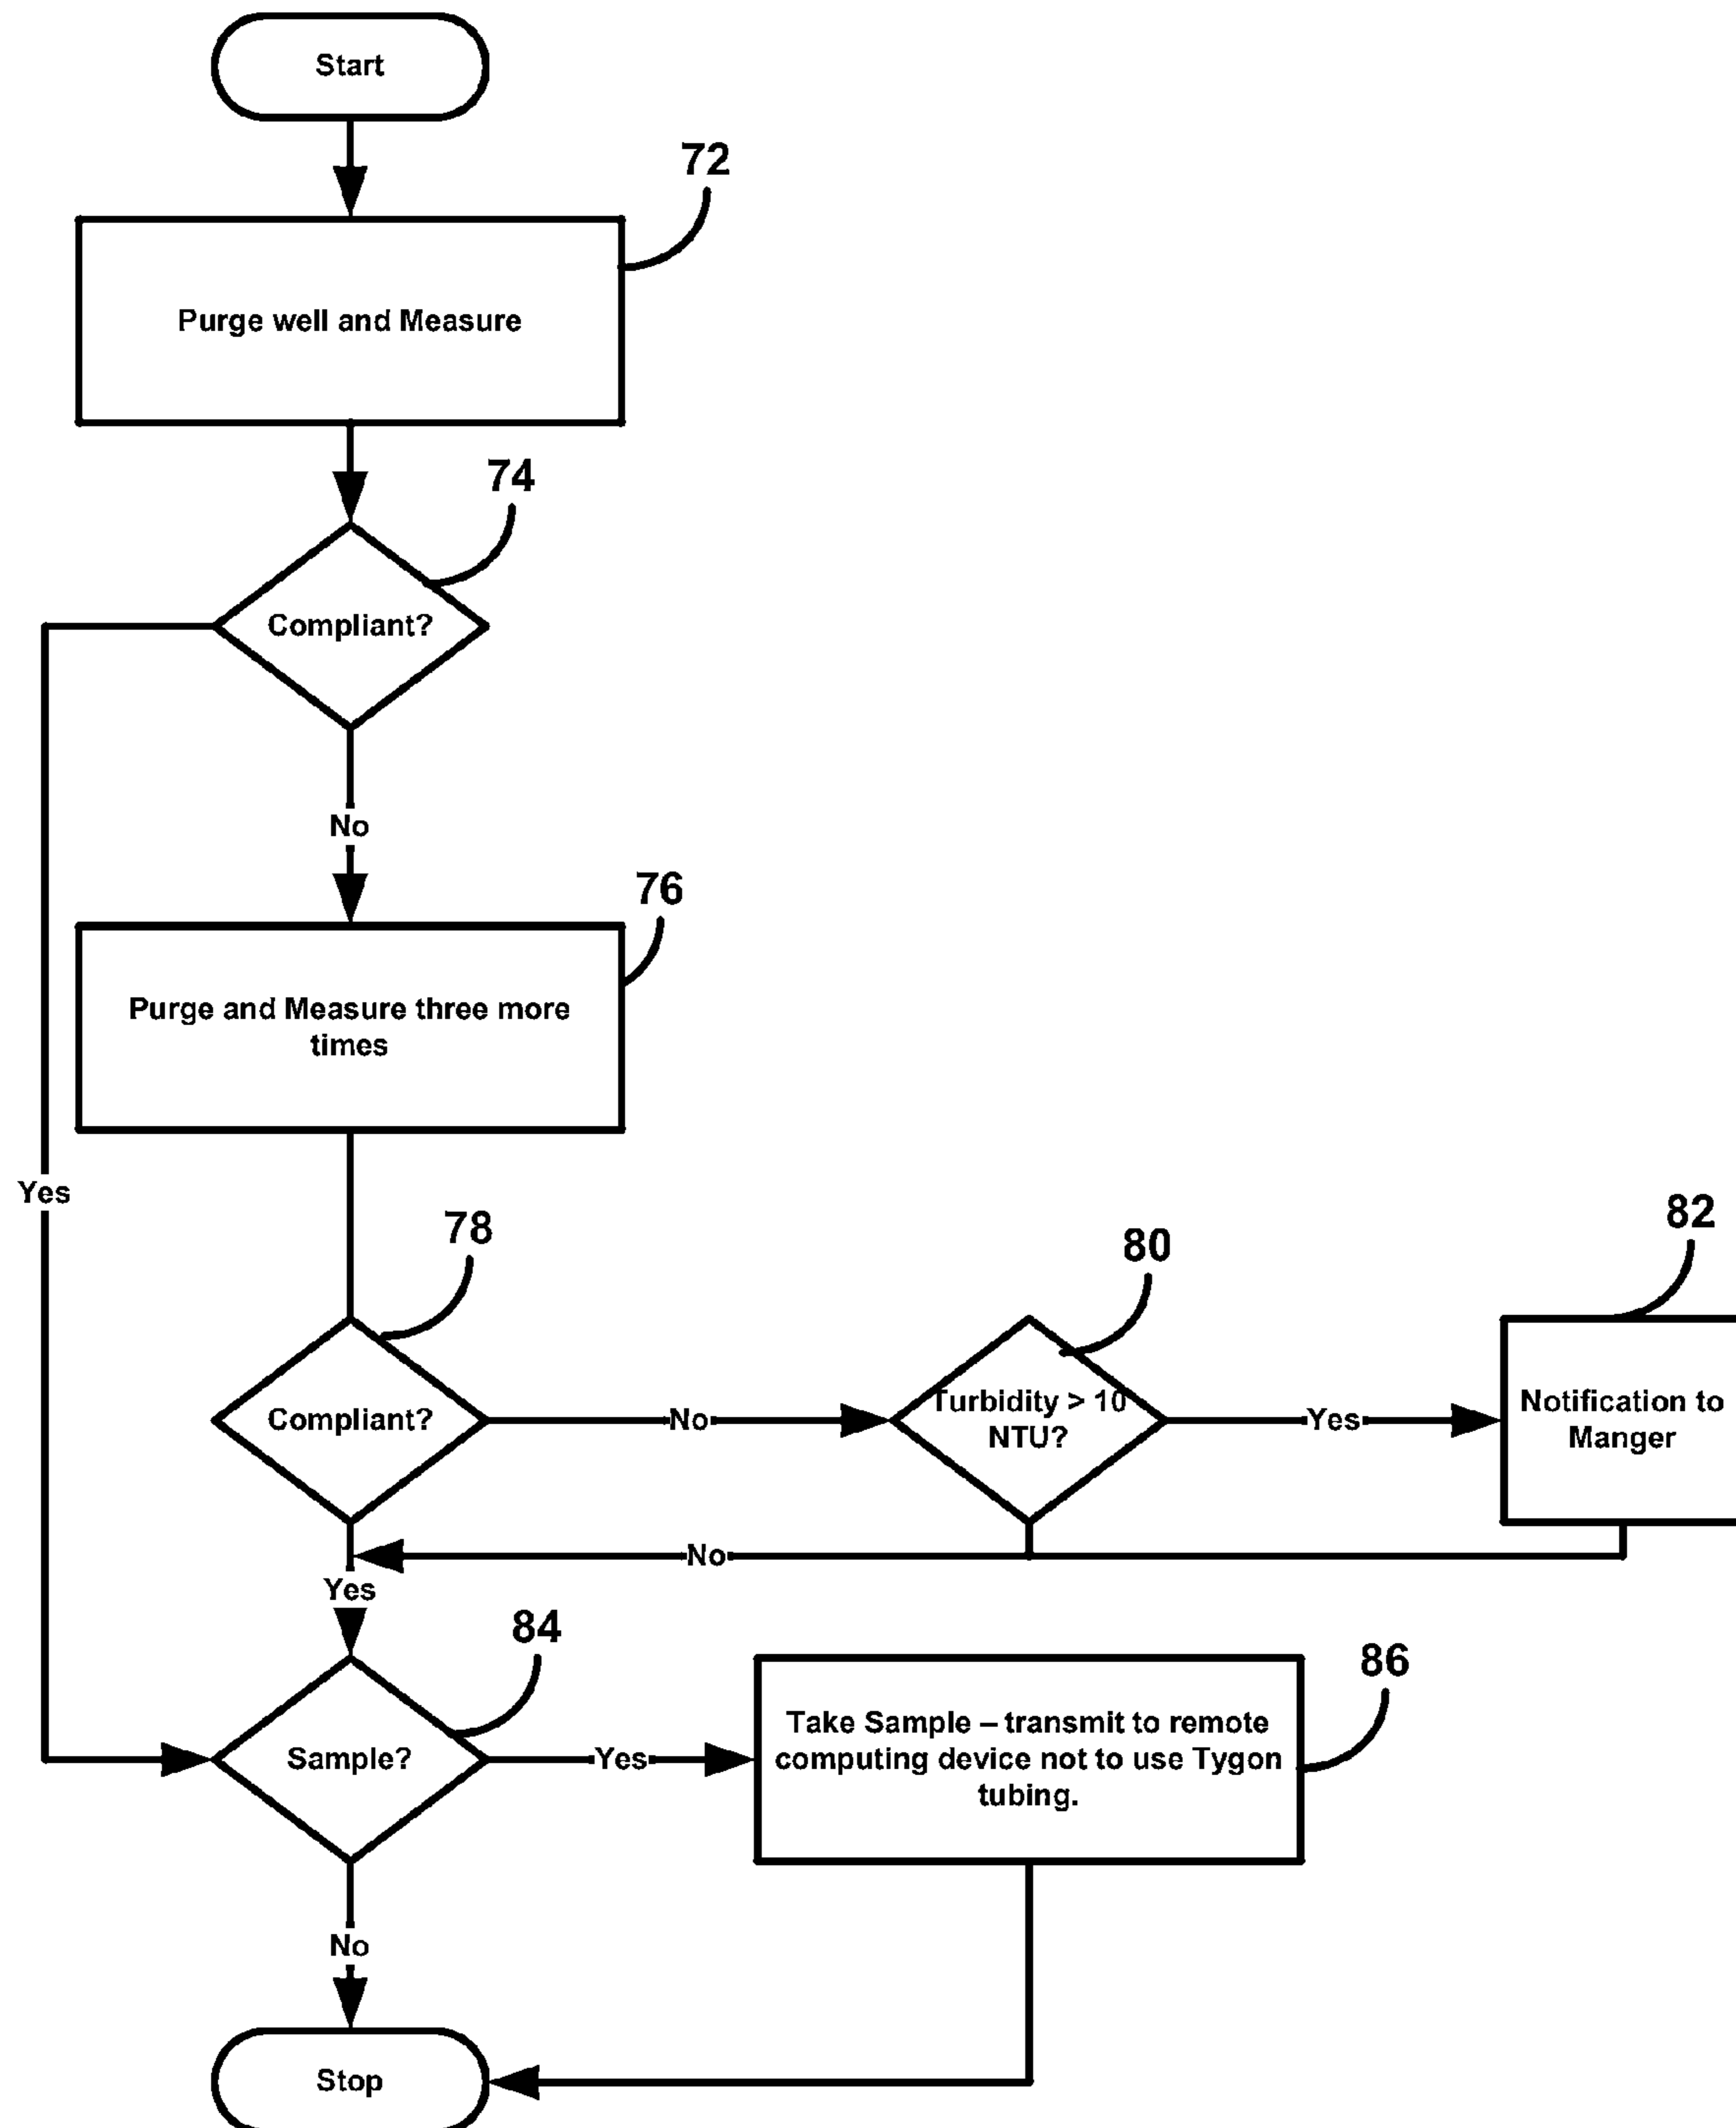 Start
72
Purge well and Measure
74
Compliant?
No
76
Purge and Measure three more
times
Yes
78
Compliant?
No
80
Turbidity > 10
NTU?
Yes
82
Notification to
Manger
No
Yes
84
Sample?
Yes
86
Take Sample – transmit to remote
computing device not to use Tygon
tubing.
No
Stop